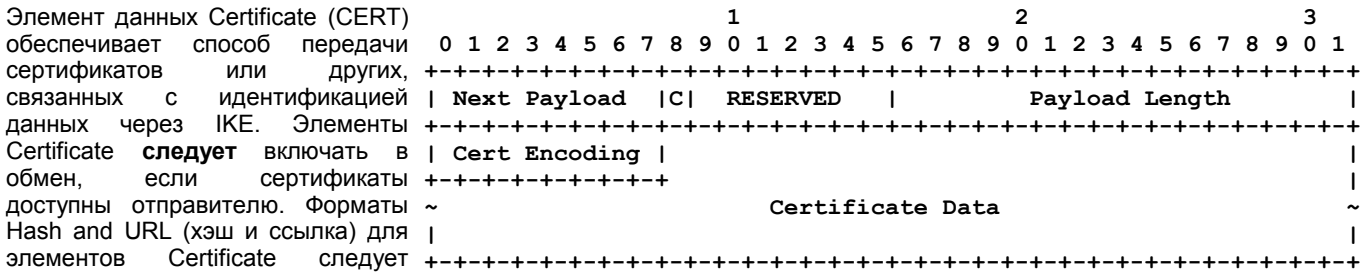 Элемент данных Certificate (CERT)
обеспечивает способ передачи
сертификатов или других,
связанных с идентификацией
данных через IKE. Элементы
Certificate следует включать в
обмен, если сертификаты
доступны отправителю. Форматы
Hash and URL (хэш и ссылка) для
элементов Certificate следует
                     1                   2                   3
 0 1 2 3 4 5 6 7 8 9 0 1 2 3 4 5 6 7 8 9 0 1 2 3 4 5 6 7 8 9 0 1
+-+-+-+-+-+-+-+-+-+-+-+-+-+-+-+-+-+-+-+-+-+-+-+-+-+-+-+-+-+-+-+-+
| Next Payload  |C|  RESERVED   |         Payload Length        |
+-+-+-+-+-+-+-+-+-+-+-+-+-+-+-+-+-+-+-+-+-+-+-+-+-+-+-+-+-+-+-+-+
| Cert Encoding |                                               |
+-+-+-+-+-+-+-+-+                                               |
~                       Certificate Data                        ~
|                                                               |
+-+-+-+-+-+-+-+-+-+-+-+-+-+-+-+-+-+-+-+-+-+-+-+-+-+-+-+-+-+-+-+-+